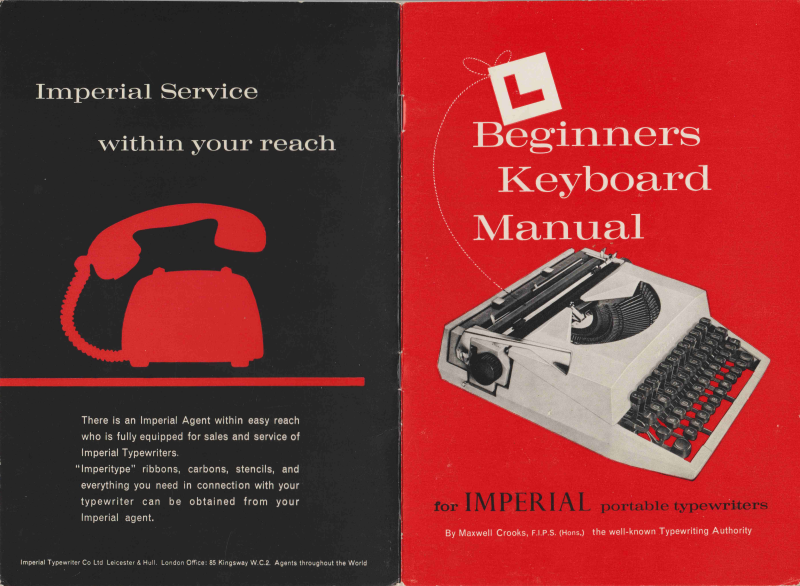 Imperial Service
within your reach
There is an Imperial Agent within easy reach
who is fully equipped for sales and service of
Imperial Typewriters.
“Imperitype” ribbons, carbons, stencils, and
everything you need in connection with your
typewriter can be obtained from your
Imperial agent.
Imperial Typewriter Co Ltd Leicester & Hull. London Office: 85 Kingsway W.C.2. Agents throughout the World
L
Beginners
Keyboard
Manual
for IMPERIAL portable typewriters
By Maxwell Crooks, F.I.P.S. (Hons,) the well-known Typewriting Authority